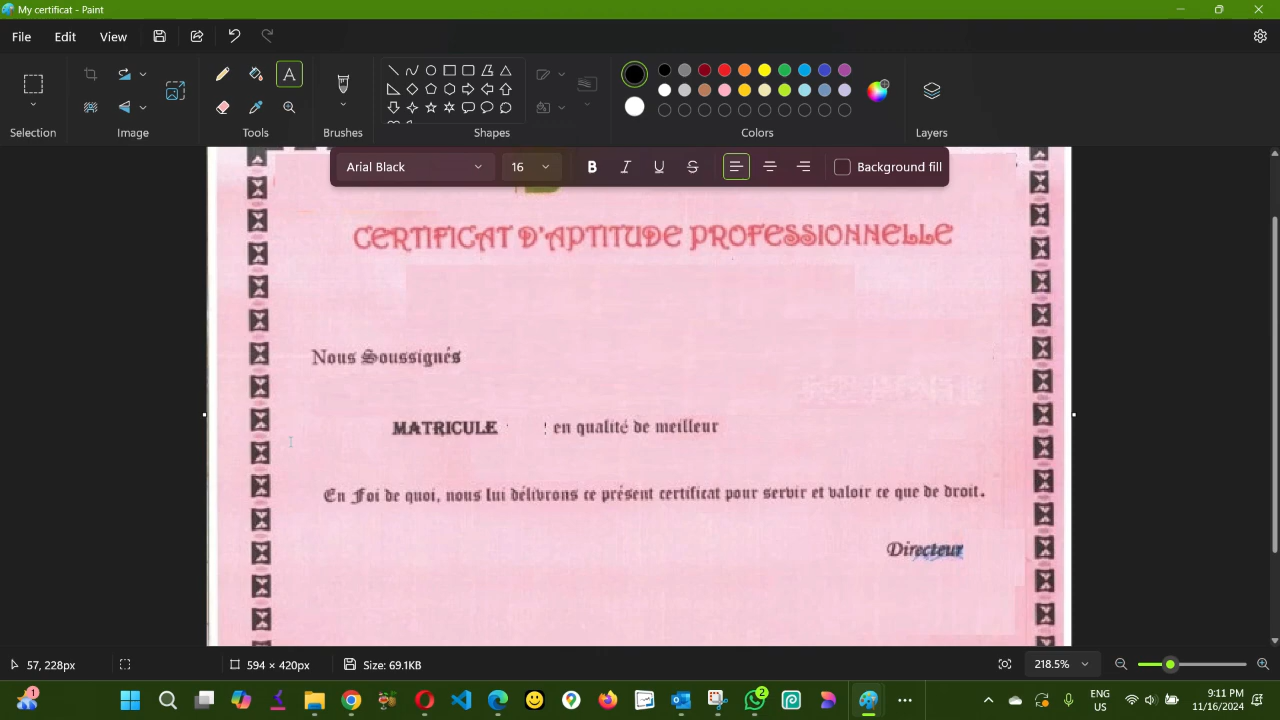 My certificat - Paint
File Edit View
Selection Image Tools Brushes Shapes Colors Layers
Arial Black 16 B I U S Background fill
CERTIFICAT D'APTITUDE PROFESSIONNELLE
Nous Soussignés
MATRICULE en qualité de meilleur
En Foi de quoi, nous lui délivrons ce présent certificat pour servir et valoir ce que de droit.
Directeur
57, 228px 594 × 420px Size: 69.1KB 218.5%
1 2 ENG 9:11 PM
US 11/16/2024